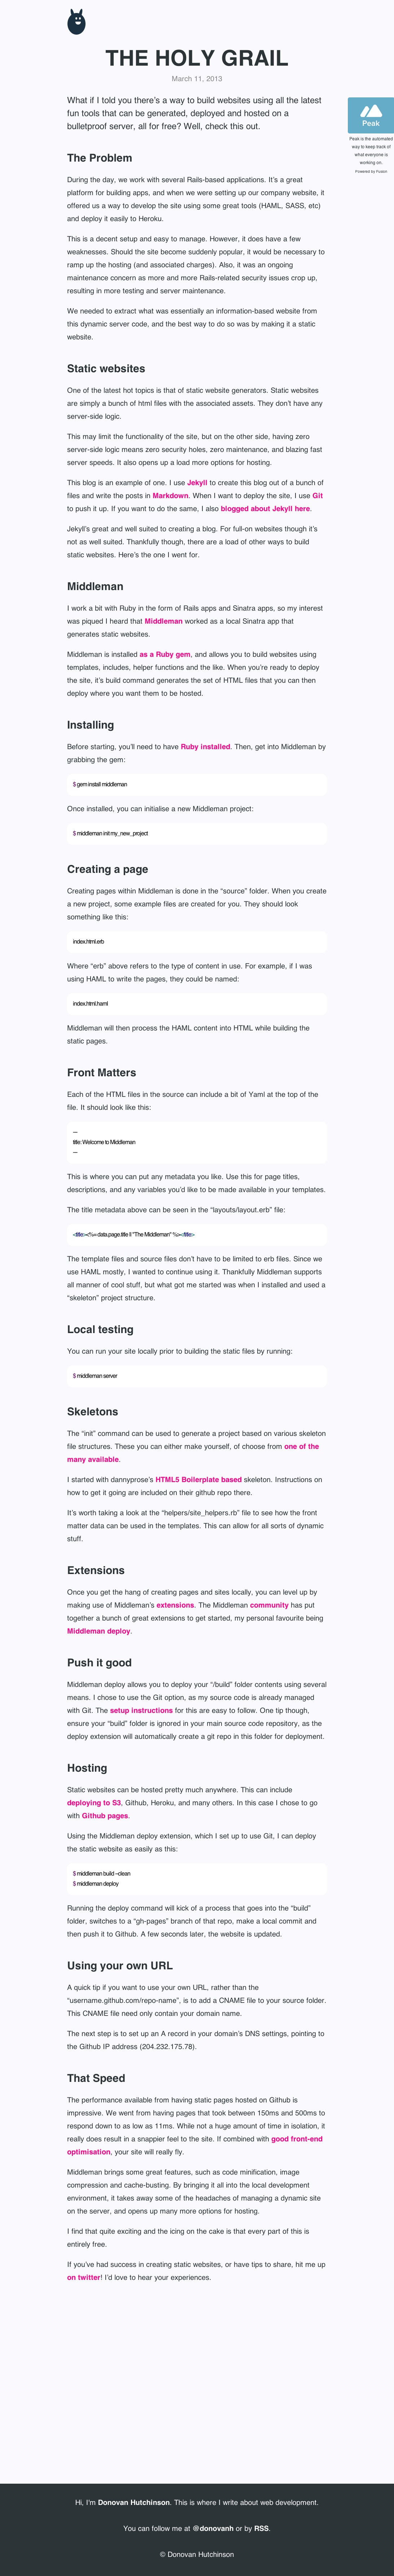 THE HOLY GRAIL
March 11, 2013
What if I told you there's a way to build websites using all the latest
fun tools that can be generated, deployed and hosted on a
bulletproof server, all for free? Well, check this out.
Peak
Peak is the automated
way to keep track of
what everyone is
working on.
Powered by Fusion
The Problem
During the day, we work with several Rails-based applications. It's a great
platform for building apps, and when we were setting up our company website, it
offered us a way to develop the site using some great tools (HAML, SASS, etc)
and deploy it easily to Heroku.
This is a decent setup and easy to manage. However, it does have a few
weaknesses. Should the site become suddenly popular, it would be necessary to
ramp up the hosting (and associated charges). Also, it was an ongoing
maintenance concern as more and more Rails-related security issues crop up,
resulting in more testing and server maintenance.
We needed to extract what was essentially an information-based website from
this dynamic server code, and the best way to do so was by making it a static
website.
Static websites
One of the latest hot topics is that of static website generators. Static websites
are simply a bunch of html files with the associated assets. They don't have any
server-side logic.
This may limit the functionality of the site, but on the other side, having zero
server-side logic means zero security holes, zero maintenance, and blazing fast
server speeds. It also opens up a load more options for hosting.
This blog is an example of one. I use Jekyll to create this blog out of a bunch of
files and write the posts in Markdown. When I want to deploy the site, I use Git
to push it up. If you want to do the same, I also blogged about Jekyll here.
Jekyll's great and well suited to creating a blog. For full-on websites though it's
not as well suited. Thankfully though, there are a load of other ways to build
static websites. Here's the one I went for.
Middleman
I work a bit with Ruby in the form of Rails apps and Sinatra apps, so my interest
was piqued I heard that Middleman worked as a local Sinatra app that
generates static websites.
Middleman is installed as a Ruby gem, and allows you to build websites using
templates, includes, helper functions and the like. When you're ready to deploy
the site, it's build command generates the set of HTML files that you can then
deploy where you want them to be hosted.
Installing
Before starting, you'll need to have Ruby installed. Then, get into Middleman by
grabbing the gem:
$ gem install middleman
Once installed, you can initialise a new Middleman project:
$ middleman init my_new_project
Creating a page
Creating pages within Middleman is done in the “source” folder. When you create
a new project, some example files are created for you. They should look
something like this:
index.html.erb
Where “erb” above refers to the type of content in use. For example, if I was
using HAML to write the pages, they could be named:
index.html.haml
Middleman will then process the HAML content into HTML while building the
static pages.
Front Matters
Each of the HTML files in the source can include a bit of Yaml at the top of the
file. It should look like this:
---
title: Welcome to Middleman
---
This is where you can put any metadata you like. Use this for page titles,
descriptions, and any variables you'd like to be made available in your templates.
The title metadata above can be seen in the “layouts/layout.erb” file:
<title><%= data.page.title || "The Middleman" %></title>
The template files and source files don't have to be limited to erb files. Since we
use HAML mostly, I wanted to continue using it. Thankfully Middleman supports
all manner of cool stuff, but what got me started was when I installed and used a
“skeleton” project structure.
Local testing
You can run your site locally prior to building the static files by running:
$ middleman server
Skeletons
The “init” command can be used to generate a project based on various skeleton
file structures. These you can either make yourself, of choose from one of the
many available.
I started with dannyprose's HTML5 Boilerplate based skeleton. Instructions on
how to get it going are included on their github repo there.
It's worth taking a look at the “helpers/site_helpers.rb” file to see how the front
matter data can be used in the templates. This can allow for all sorts of dynamic
stuff.
Extensions
Once you get the hang of creating pages and sites locally, you can level up by
making use of Middleman's extensions. The Middleman community has put
together a bunch of great extensions to get started, my personal favourite being
Middleman deploy.
Push it good
Middleman deploy allows you to deploy your “/build” folder contents using several
means. I chose to use the Git option, as my source code is already managed
with Git. The setup instructions for this are easy to follow. One tip though,
ensure your “build” folder is ignored in your main source code repository, as the
deploy extension will automatically create a git repo in this folder for deployment.
Hosting
Static websites can be hosted pretty much anywhere. This can include
deploying to S3, Github, Heroku, and many others. In this case I chose to go
with Github pages.
Using the Middleman deploy extension, which I set up to use Git, I can deploy
the static website as easily as this:
$ middleman build --clean
$ middleman deploy
Running the deploy command will kick of a process that goes into the “build”
folder, switches to a “gh-pages” branch of that repo, make a local commit and
then push it to Github. A few seconds later, the website is updated.
Using your own URL
A quick tip if you want to use your own URL, rather than the
“username.github.com/repo-name”, is to add a CNAME file to your source folder.
This CNAME file need only contain your domain name.
The next step is to set up an A record in your domain's DNS settings, pointing to
the Github IP address (204.232.175.78).
That Speed
The performance available from having static pages hosted on Github is
impressive. We went from having pages that took between 150ms and 500ms to
respond down to as low as 11ms. While not a huge amount of time in isolation, it
really does result in a snappier feel to the site. If combined with good front-end
optimisation, your site will really fly.
Middleman brings some great features, such as code minification, image
compression and cache-busting. By bringing it all into the local development
environment, it takes away some of the headaches of managing a dynamic site
on the server, and opens up many more options for hosting.
I find that quite exciting and the icing on the cake is that every part of this is
entirely free.
If you've had success in creating static websites, or have tips to share, hit me up
on twitter! I'd love to hear your experiences.
Hi, I'm Donovan Hutchinson. This is where I write about web development.
You can follow me at @donovanh or by RSS.
© Donovan Hutchinson